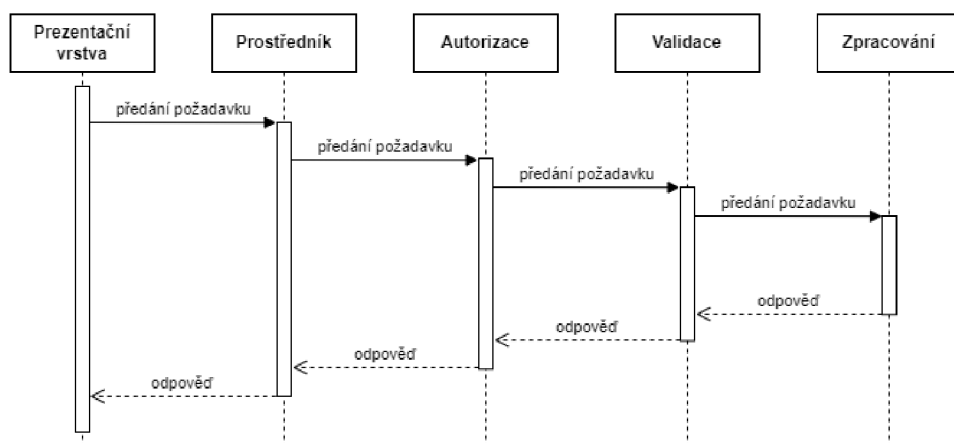 Prezentační
vrstva
Prostředník
Autorizace
Validace
Zpracování
předání požadavku
předání požadavku
předání požadavku
předání požadavku
odpověď
odpověď
odpověď
odpověď